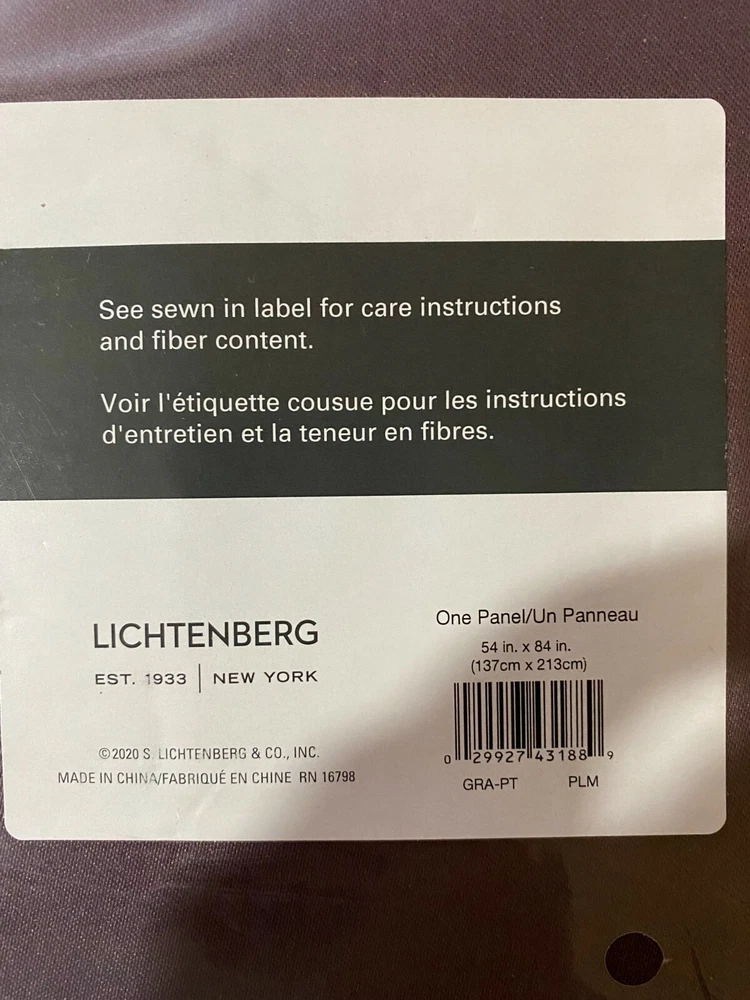 See sewn in label for care instructions
and fiber content.
Voir l'étiquette cousue pour les instructions
d'entretien et la teneur en fibres.
LICHTENBERG
EST. 1933 | NEW YORK
©2020 S. LICHTENBERG & CO., INC.
MADE IN CHINA/FABRIQUÉ EN CHINE RN 16798
One Panel/Un Panneau
54 in. x 84 in.
(137cm x 213cm)
0 29927 43188 9
GRA-PT PLM